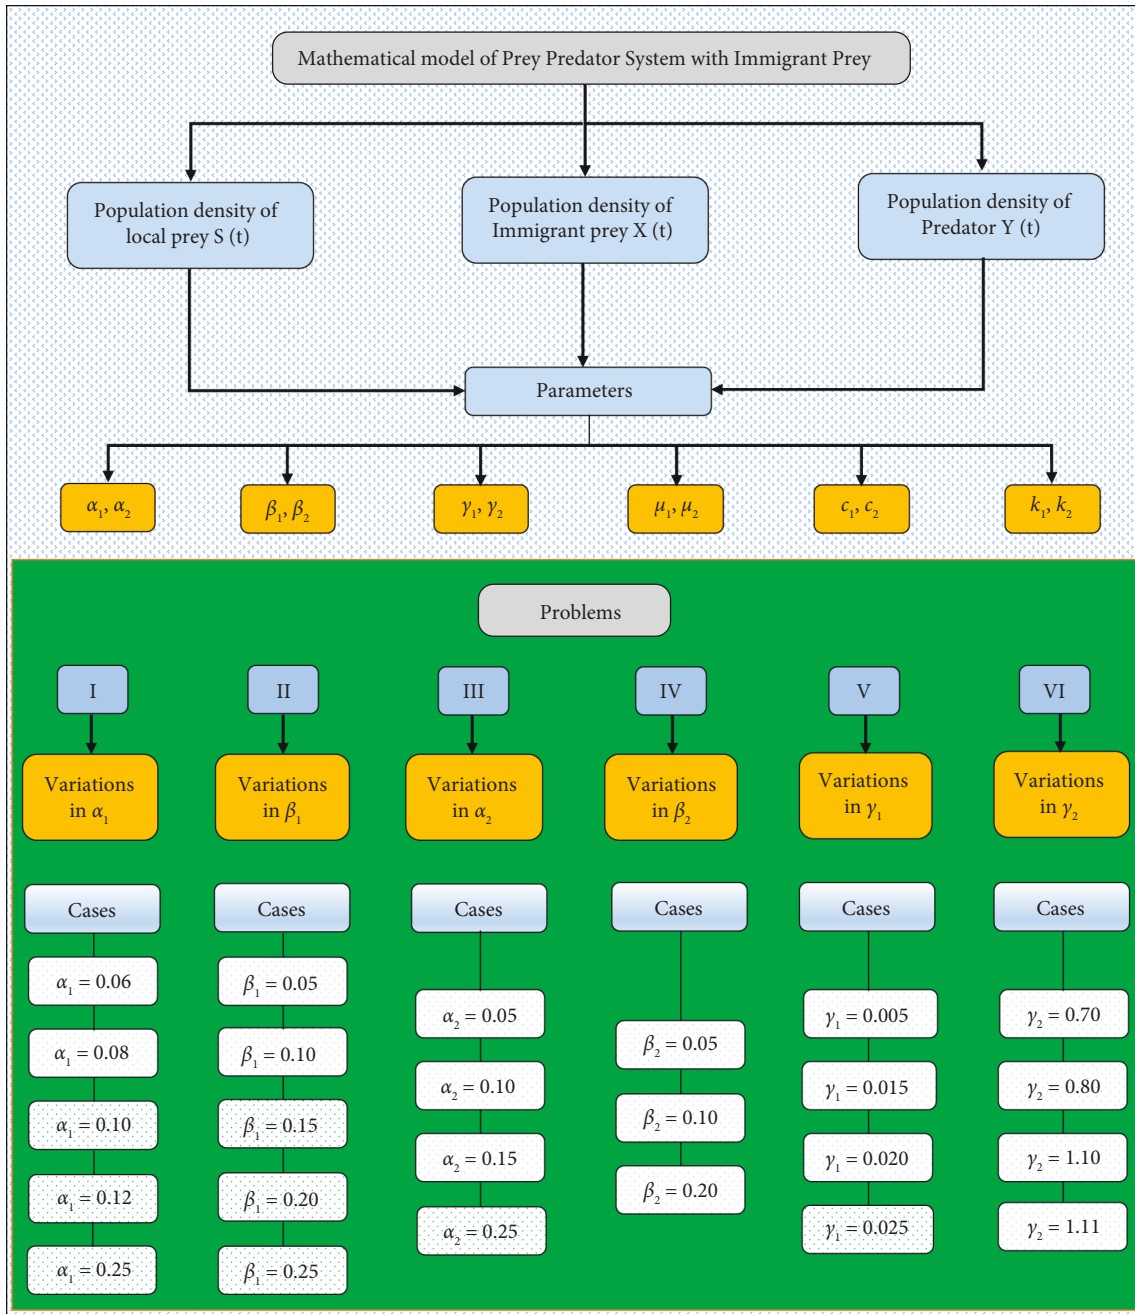 Mathematical model of Prey Predator System with Immigrant Prey
Population density of
local prey S (t)
Population density of
Immigrant prey X (t)
Population density of
Predator Y (t)
Parameters
α₁, α₂
β₁, β₂
γ₁, γ₂
μ₁, μ₂
c₁, c₂
k₁, k₂
Problems
I
II
III
IV
V
VI
Variations
in α₁
Variations
in β₁
Variations
in α₂
Variations
in β₂
Variations
in γ₁
Variations
in γ₂
Cases
α₁ = 0.06
α₁ = 0.08
α₁ = 0.10
α₁ = 0.12
α₁ = 0.25
Cases
β₁ = 0.05
β₁ = 0.10
β₁ = 0.15
β₁ = 0.20
β₁ = 0.25
Cases
α₂ = 0.05
α₂ = 0.10
α₂ = 0.15
α₂ = 0.25
Cases
β₂ = 0.05
β₂ = 0.10
β₂ = 0.20
Cases
γ₁ = 0.005
γ₁ = 0.015
γ₁ = 0.020
γ₁ = 0.025
Cases
γ₂ = 0.70
γ₂ = 0.80
γ₂ = 1.10
γ₂ = 1.11